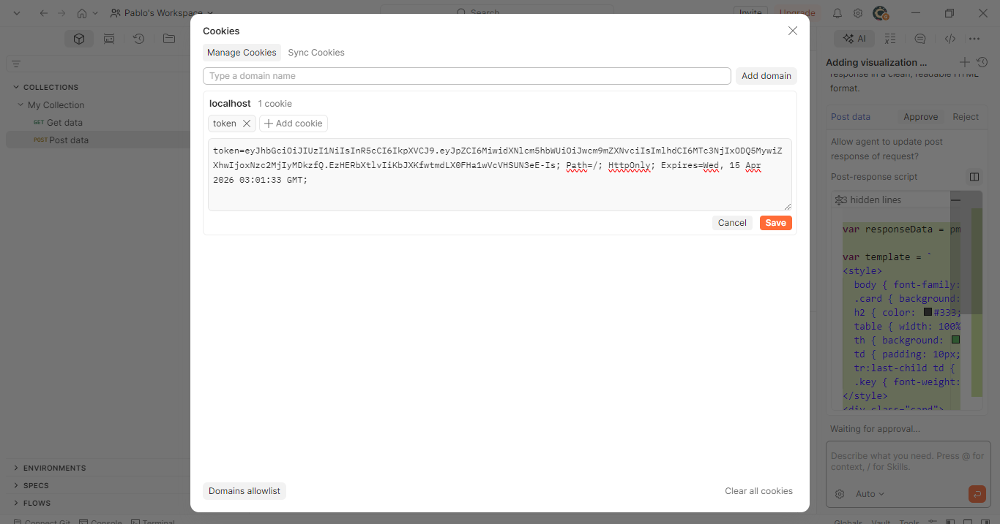 Pablo's Workspace
Search
Invite
Upgrade
AI
Adding visualization ...
response in a clean, readable HTML
format.
COLLECTIONS
My Collection
GET Get data
POST Post data
ENVIRONMENTS
SPECS
FLOWS
Connect Git
Console
Terminal
Cookies
Manage Cookies
Sync Cookies
Type a domain name
Add domain
localhost 1 cookie
token
Add cookie
token=eyJhbGciOiJIUzI1NiIsInR5cCI6IkpXVCJ9.eyJpZCI6MiwidXNlcm5hbWUiOiJwcm9mZXNvciIsImlhdCI6MTc3NjIxODQ5MywiZ
XhwIjoxNzc2MjIyMDkzfQ.EzHERbXtlvIiKbJXKfwtmdLX0FHa1wVcVHSUN3eE-Is; Path=/; HttpOnly; Expires=Wed, 15 Apr
2026 03:01:33 GMT;
Cancel
Save
Domains allowlist
Clear all cookies
Post data
Approve
Reject
Allow agent to update post
response of request?
Post-response script
3 hidden lines
var responseData = pm
var template = `
<style>
body { font-family:
.card { background:
h2 { color: #333;
table { width: 100%
th { background:
td { padding: 10px;
tr:last-child td {
.key { font-weight:
</style>
<div class="card">
Waiting for approval...
Describe what you need. Press @ for
context, / for Skills.
Auto
Globals
Vault
Tools